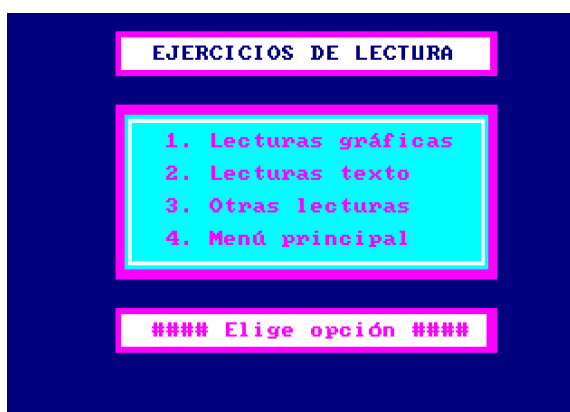 EJERCICIOS DE LECTURA
1. Lecturas gráficas
2. Lecturas texto
3. Otras lecturas
4. Menú principal
#### Elige opción ####